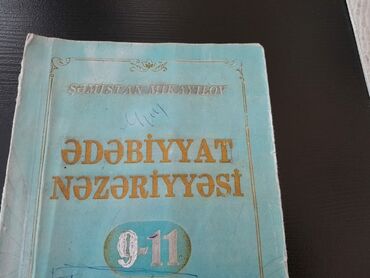 ŞƏMİSTAN MİKAYILOV
ƏDƏBİYYAT
NƏZƏRİYYƏSİ
9-11